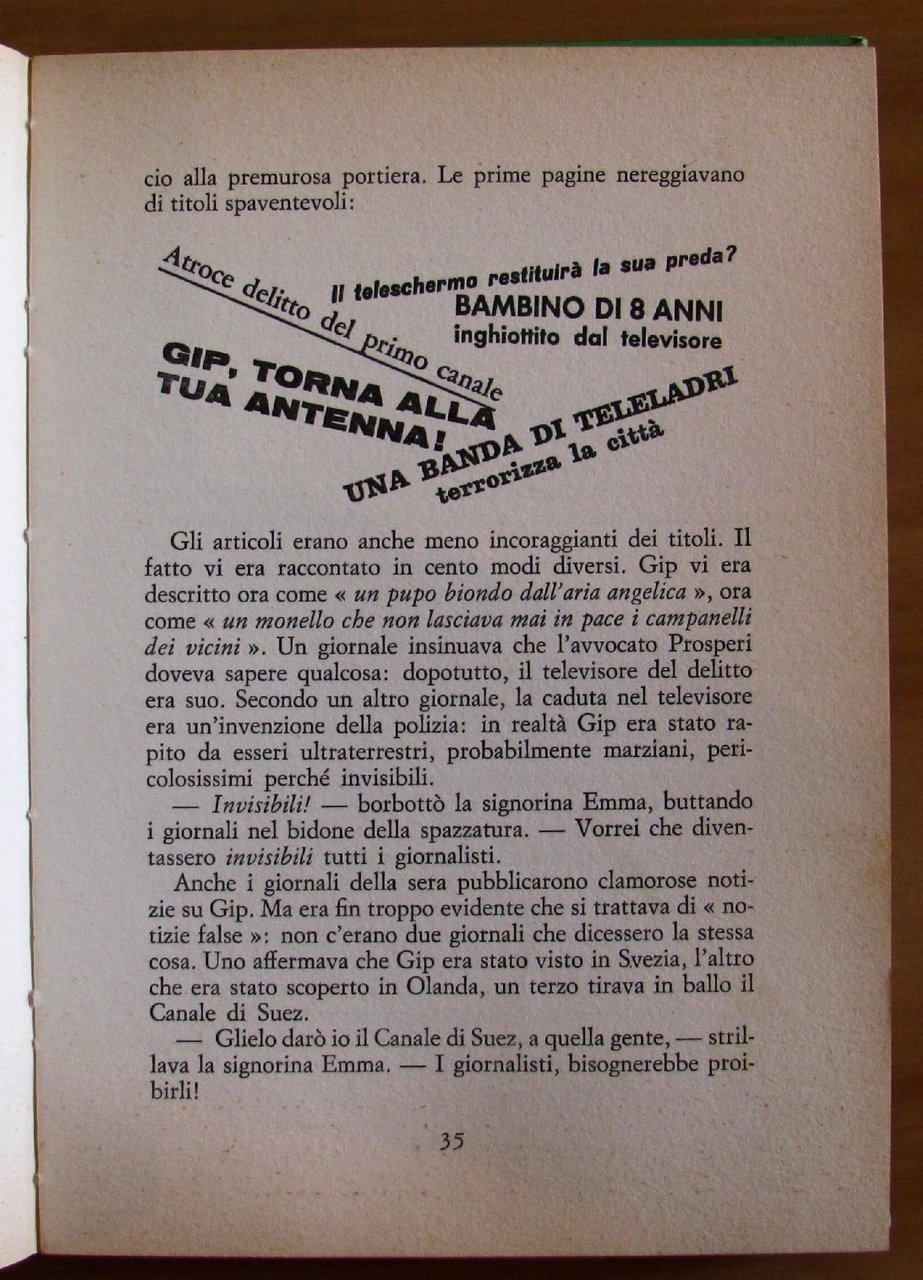 cio alla premurosa portiera. Le prime pagine nereggiavano
di titoli spaventevoli:
Atroce delitto del primo canale
Il teleschermo restituirà la sua preda?
BAMBINO DI 8 ANNI
inghiottito dal televisore
GIP, TORNA ALLA
TUA ANTENNA!
UNA BANDA DI TELELADRI
terrorizza la città
Gli articoli erano anche meno incoraggianti dei titoli. Il
fatto vi era raccontato in cento modi diversi. Gip vi era
descritto ora come « un pupo biondo dall'aria angelica », ora
come « un monello che non lasciava mai in pace i campanelli
dei vicini ». Un giornale insinuava che l'avvocato Prosperi
doveva sapere qualcosa: dopotutto, il televisore del delitto
era suo. Secondo un altro giornale, la caduta nel televisore
era un'invenzione della polizia: in realtà Gip era stato ra-
pito da esseri ultraterrestri, probabilmente marziani, peri-
colosissimi perché invisibili.
— Invisibili! — borbottò la signorina Emma, buttando
i giornali nel bidone della spazzatura. — Vorrei che diven-
tassero invisibili tutti i giornalisti.
Anche i giornali della sera pubblicarono clamorose noti-
zie su Gip. Ma era fin troppo evidente che si trattava di « no-
tizie false »: non c'erano due giornali che dicessero la stessa
cosa. Uno affermava che Gip era stato visto in Svezia, l'altro
che era stato scoperto in Olanda, un terzo tirava in ballo il
Canale di Suez.
— Glielo darò io il Canale di Suez, a quella gente, — stril-
lava la signorina Emma. — I giornalisti, bisognerebbe proi-
birli!
35